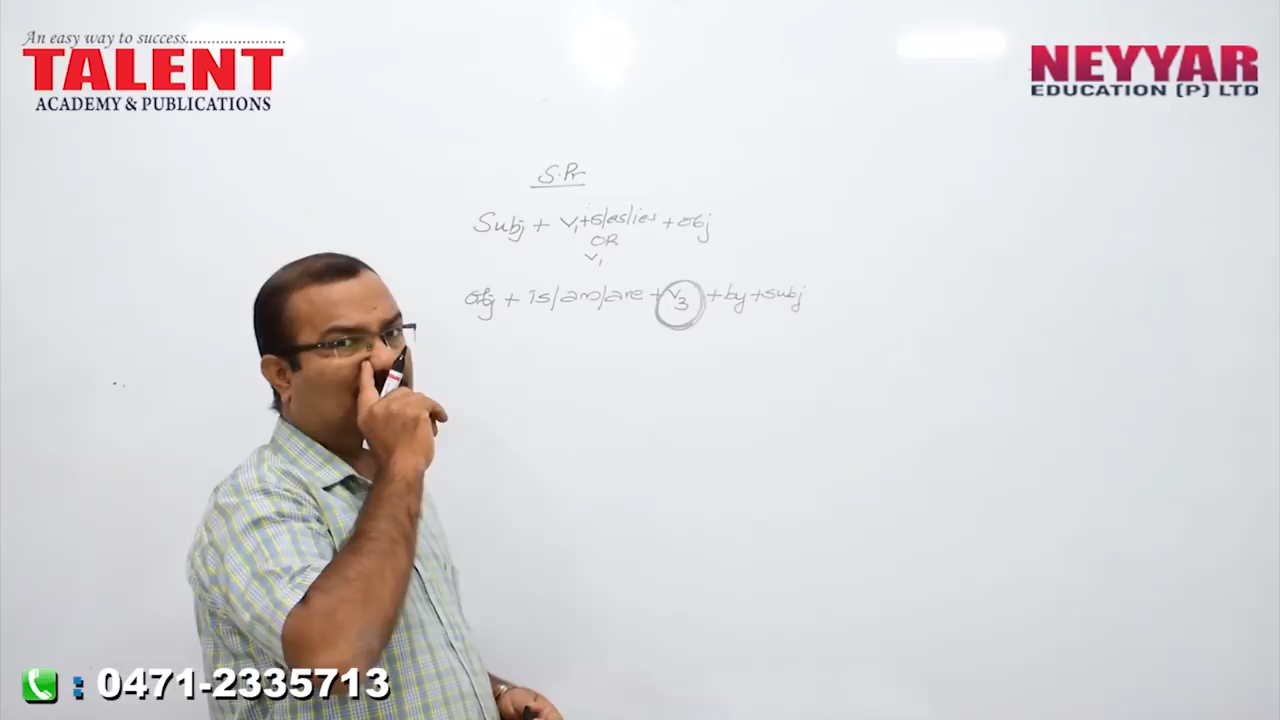 An easy way to success.......................
TALENT
ACADEMY & PUBLICATIONS
NEYYAR
EDUCATION (P) LTD
S.Pr
Subj + V1+s/es/ies + obj
OR
V1
obj + is/am/are + V3 + by + subj
: 0471-2335713